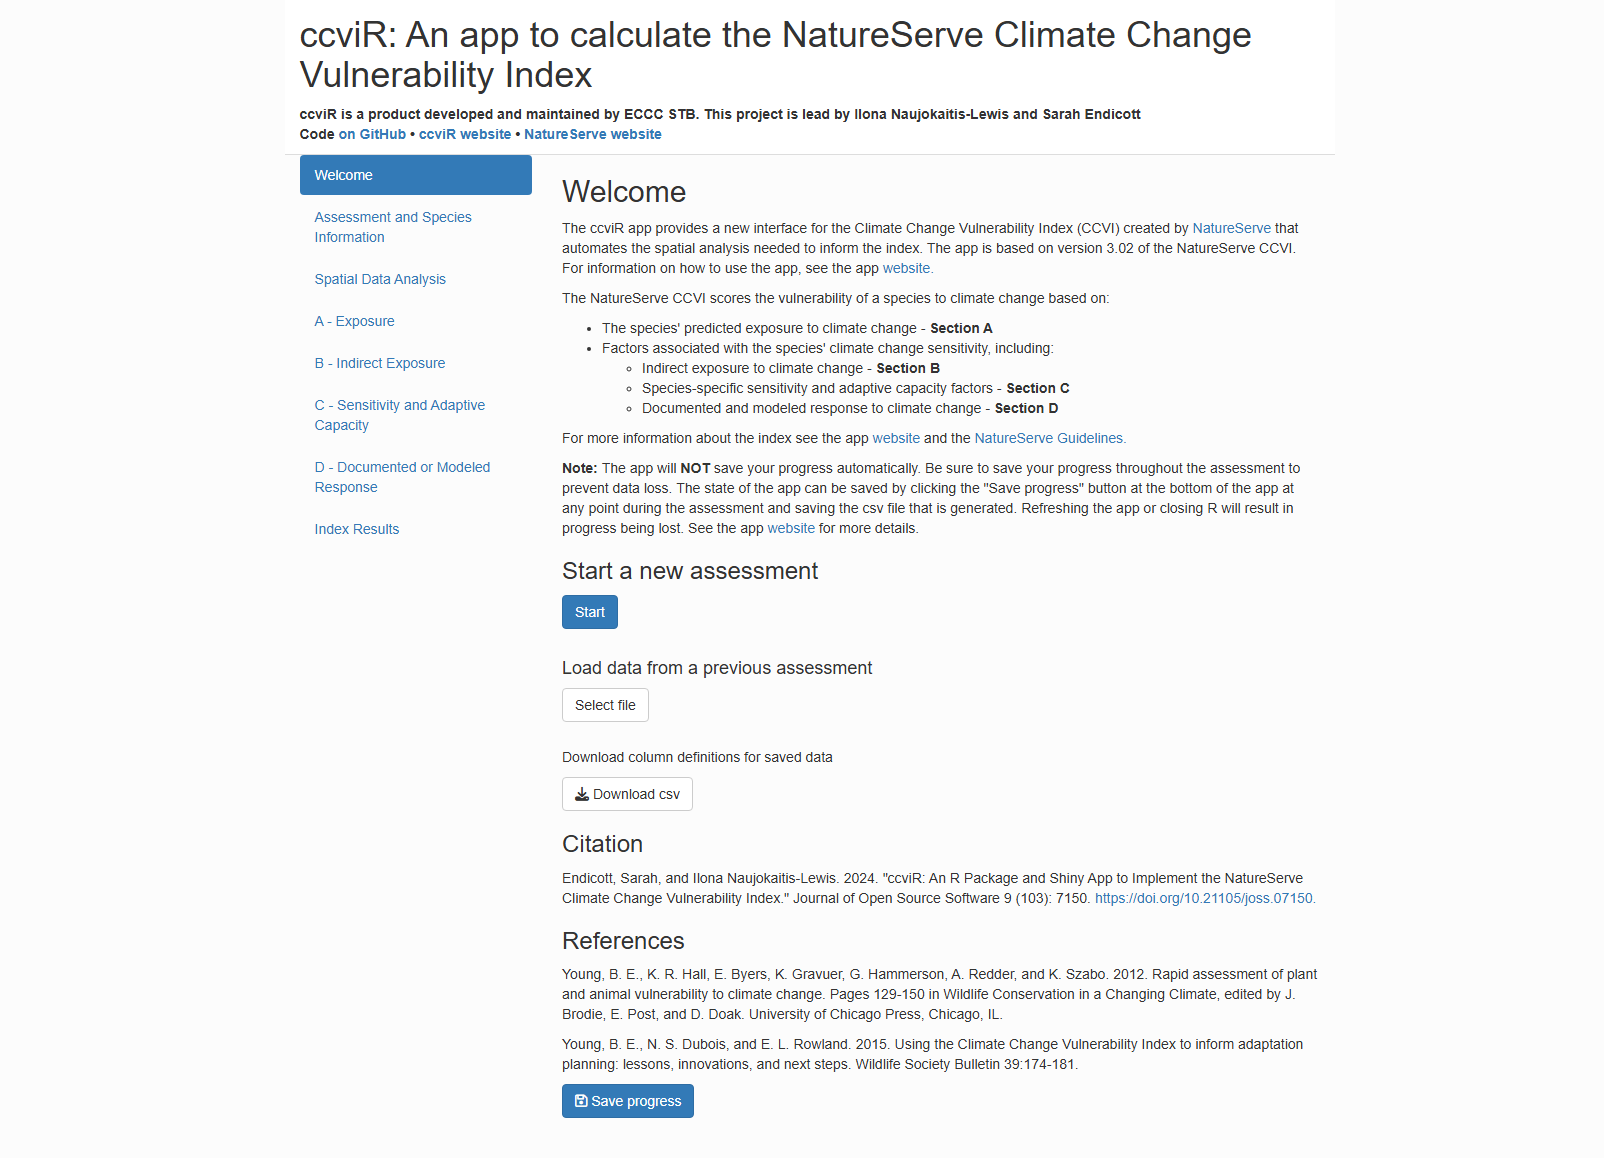 ccviR: An app to calculate the NatureServe Climate Change
Vulnerability Index
ccviR is a product developed and maintained by ECCC STB. This project is lead by Ilona Naujokaitis-Lewis and Sarah Endicott
Code on GitHub • ccviR website • NatureServe website
Welcome
Assessment and Species
Information
Spatial Data Analysis
A - Exposure
B - Indirect Exposure
C - Sensitivity and Adaptive
Capacity
D - Documented or Modeled
Response
Index Results
Welcome
The ccviR app provides a new interface for the Climate Change Vulnerability Index (CCVI) created by NatureServe that
automates the spatial analysis needed to inform the index. The app is based on version 3.02 of the NatureServe CCVI.
For information on how to use the app, see the app website.
The NatureServe CCVI scores the vulnerability of a species to climate change based on:
• The species' predicted exposure to climate change - Section A
• Factors associated with the species' climate change sensitivity, including:
◦ Indirect exposure to climate change - Section B
◦ Species-specific sensitivity and adaptive capacity factors - Section C
◦ Documented and modeled response to climate change - Section D
For more information about the index see the app website and the NatureServe Guidelines.
Note: The app will NOT save your progress automatically. Be sure to save your progress throughout the assessment to
prevent data loss. The state of the app can be saved by clicking the "Save progress" button at the bottom of the app at
any point during the assessment and saving the csv file that is generated. Refreshing the app or closing R will result in
progress being lost. See the app website for more details.
Start a new assessment
Start
Load data from a previous assessment
Select file
Download column definitions for saved data
Download csv
Citation
Endicott, Sarah, and Ilona Naujokaitis-Lewis. 2024. "ccviR: An R Package and Shiny App to Implement the NatureServe
Climate Change Vulnerability Index." Journal of Open Source Software 9 (103): 7150. https://doi.org/10.21105/joss.07150.
References
Young, B. E., K. R. Hall, E. Byers, K. Gravuer, G. Hammerson, A. Redder, and K. Szabo. 2012. Rapid assessment of plant
and animal vulnerability to climate change. Pages 129-150 in Wildlife Conservation in a Changing Climate, edited by J.
Brodie, E. Post, and D. Doak. University of Chicago Press, Chicago, IL.
Young, B. E., N. S. Dubois, and E. L. Rowland. 2015. Using the Climate Change Vulnerability Index to inform adaptation
planning: lessons, innovations, and next steps. Wildlife Society Bulletin 39:174-181.
Save progress